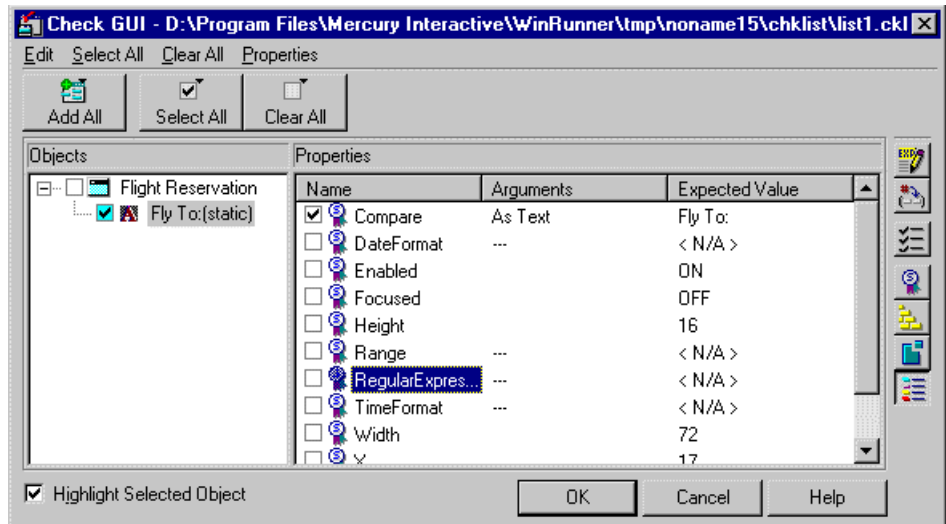 Check GUI - D:\Program Files\Mercury Interactive\WinRunner\tmp\noname15\chklist\list1.ckl
Edit Select All Clear All Properties
Add All Select All Clear All
Objects Properties
Flight Reservation
Fly To:(static)
Name Arguments Expected Value
Compare As Text Fly To:
DateFormat --- < N/A >
Enabled ON
Focused OFF
Height 16
Range --- < N/A >
RegularExpres... --- < N/A >
TimeFormat --- < N/A >
Width 72
X 17
Highlight Selected Object OK Cancel Help